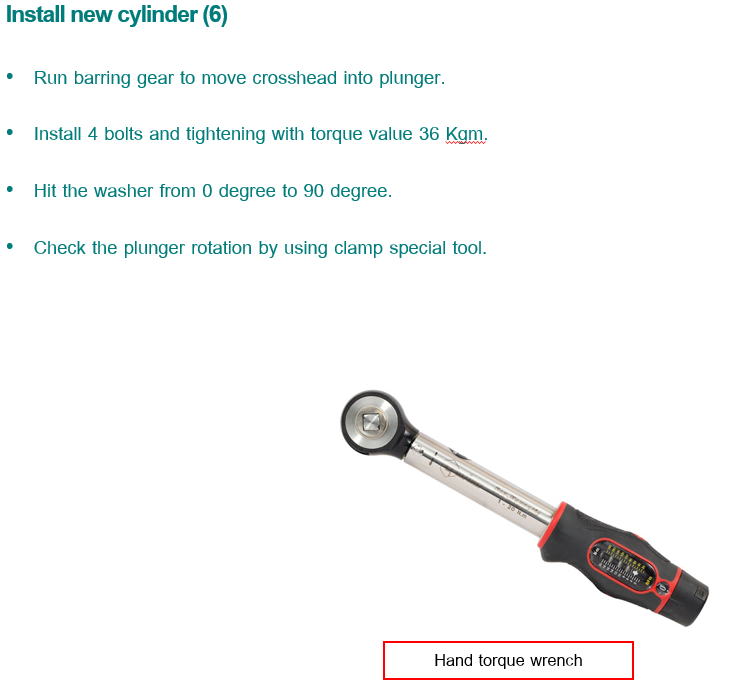 Install new cylinder (6)
• Run barring gear to move crosshead into plunger.
• Install 4 bolts and tightening with torque value 36 Kgm.
• Hit the washer from 0 degree to 90 degree.
• Check the plunger rotation by using clamp special tool.
Hand torque wrench